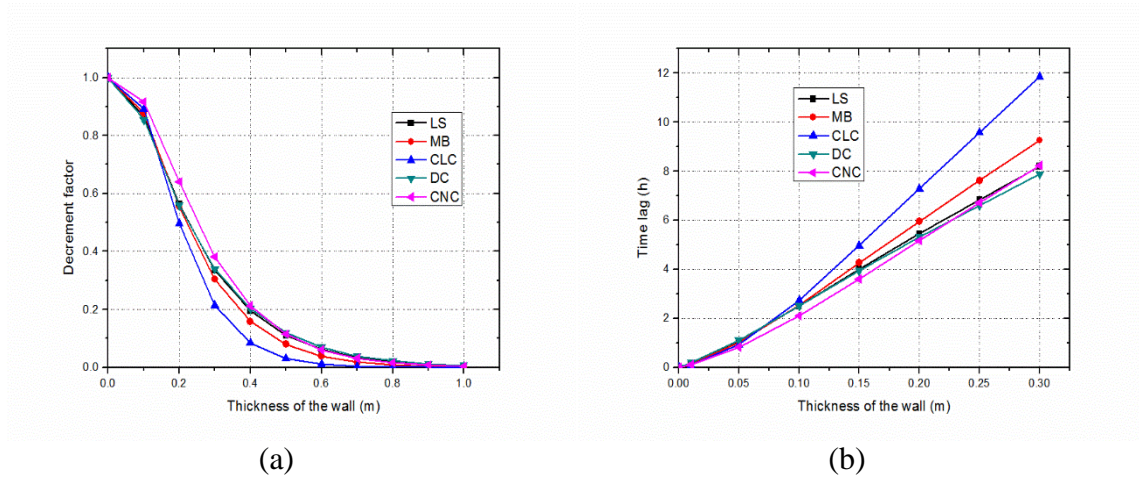 1.0
0.8
0.6
0.4
0.2
0.0
Decrement factor
LS
MB
CLC
DC
CNC
0.0 0.2 0.4 0.6 0.8 1.0
Thickness of the wall (m)
(a)
12
10
8
6
4
2
0
Time lag (h)
LS
MB
CLC
DC
CNC
0.00 0.05 0.10 0.15 0.20 0.25 0.30
Thickness of the wall (m)
(b)